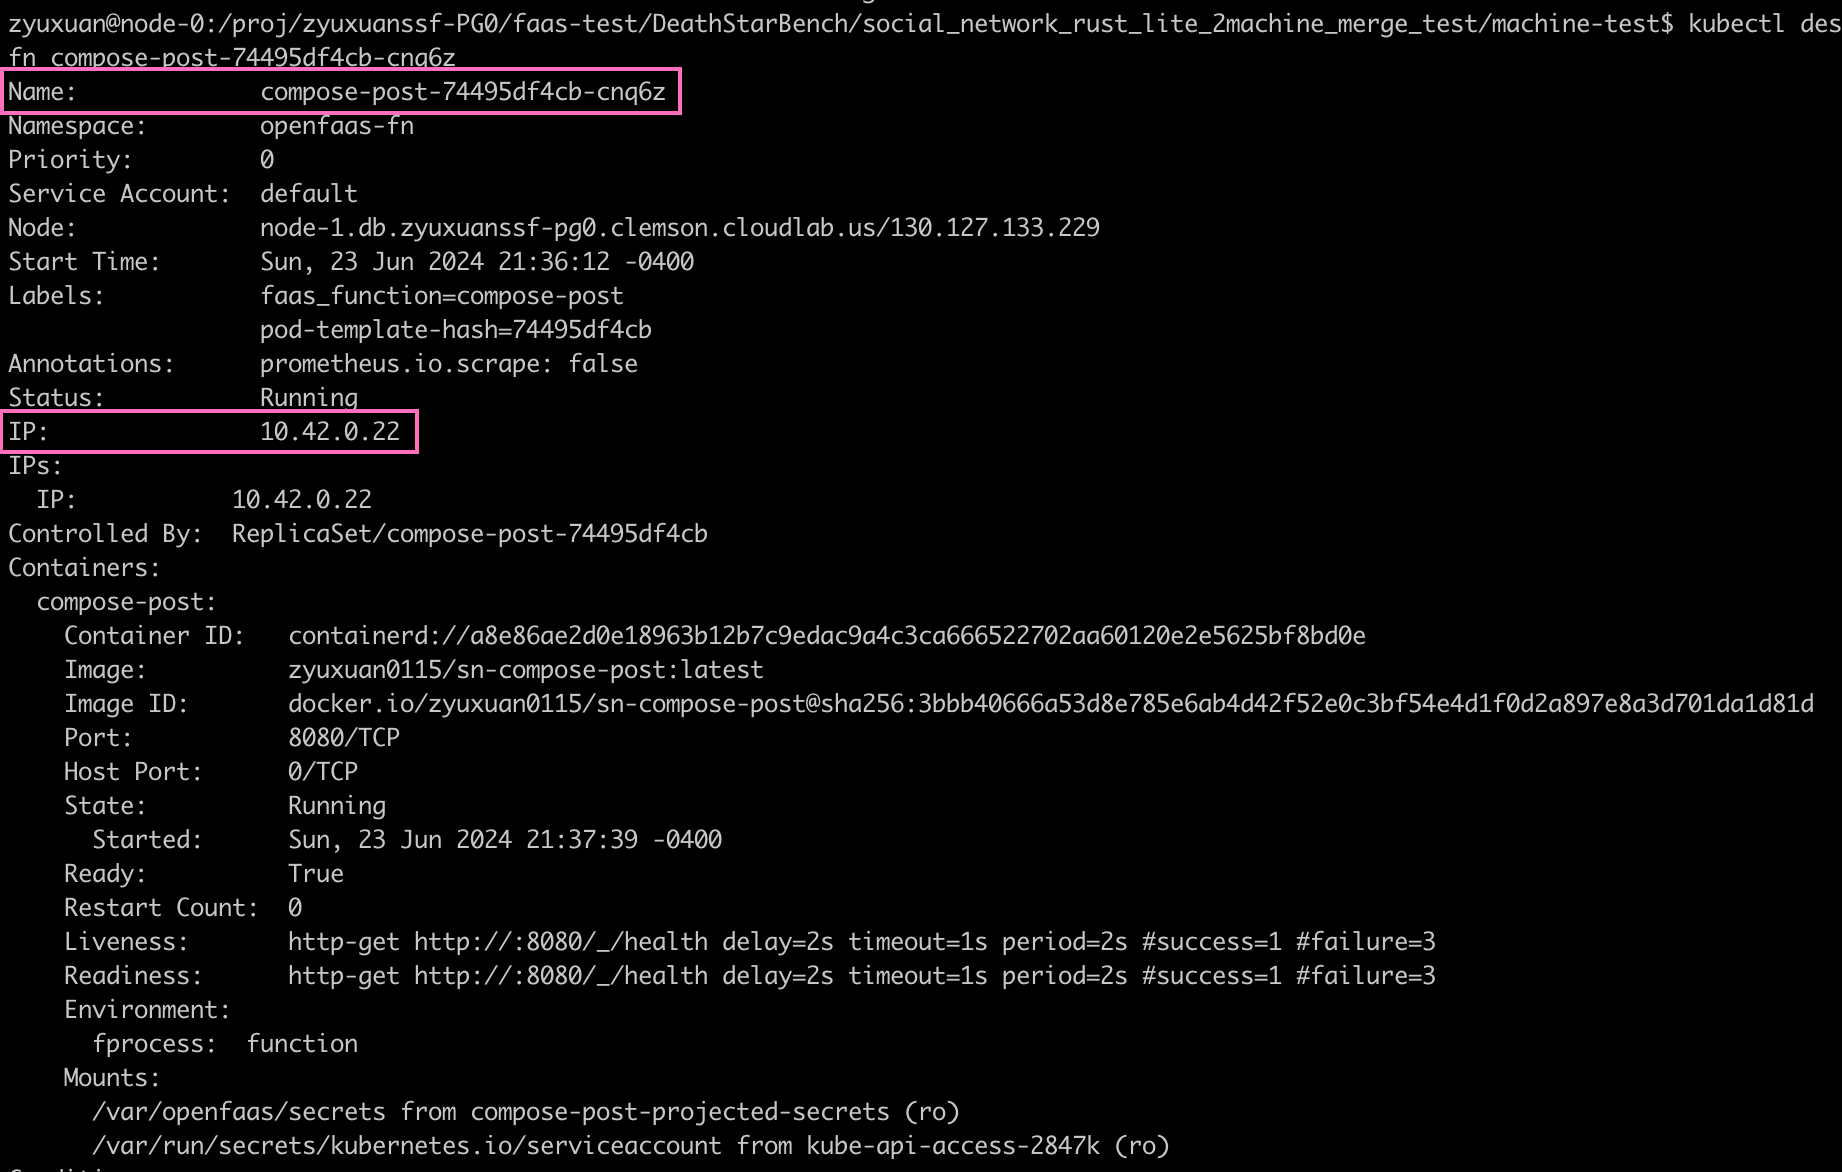 zyuxuan@node-0:/proj/zyuxuanssf-PG0/faas-test/DeathStarBench/social_network_rust_lite_2machine_merge_test/machine-test$ kubectl des
fn compose-post-74495df4cb-cnq6z
Name:             compose-post-74495df4cb-cnq6z
Namespace:        openfaas-fn
Priority:         0
Service Account:  default
Node:             node-1.db.zyuxuanssf-pg0.clemson.cloudlab.us/130.127.133.229
Start Time:       Sun, 23 Jun 2024 21:36:12 -0400
Labels:           faas_function=compose-post
                  pod-template-hash=74495df4cb
Annotations:      prometheus.io.scrape: false
Status:           Running
IP:               10.42.0.22
IPs:
  IP:           10.42.0.22
Controlled By:  ReplicaSet/compose-post-74495df4cb
Containers:
  compose-post:
    Container ID:   containerd://a8e86ae2d0e18963b12b7c9edac9a4c3ca666522702aa60120e2e5625bf8bd0e
    Image:          zyuxuan0115/sn-compose-post:latest
    Image ID:       docker.io/zyuxuan0115/sn-compose-post@sha256:3bbb40666a53d8e785e6ab4d42f52e0c3bf54e4d1f0d2a897e8a3d701da1d81d
    Port:           8080/TCP
    Host Port:      0/TCP
    State:          Running
      Started:      Sun, 23 Jun 2024 21:37:39 -0400
    Ready:          True
    Restart Count:  0
    Liveness:       http-get http://:8080/_/health delay=2s timeout=1s period=2s #success=1 #failure=3
    Readiness:      http-get http://:8080/_/health delay=2s timeout=1s period=2s #success=1 #failure=3
    Environment:
      fprocess:  function
    Mounts:
      /var/openfaas/secrets from compose-post-projected-secrets (ro)
      /var/run/secrets/kubernetes.io/serviceaccount from kube-api-access-2847k (ro)